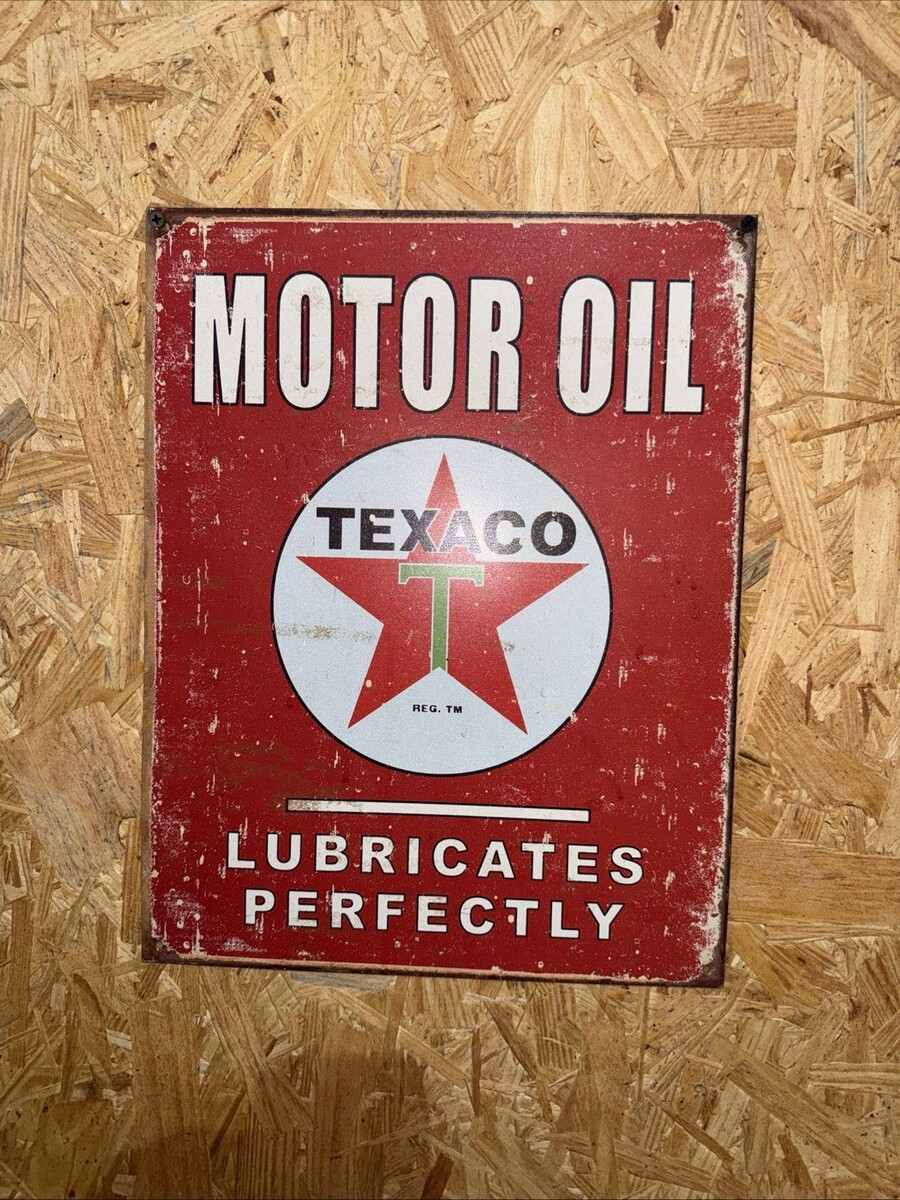 MOTOR OIL
TEXACO
T
REG. TM
LUBRICATES
PERFECTLY